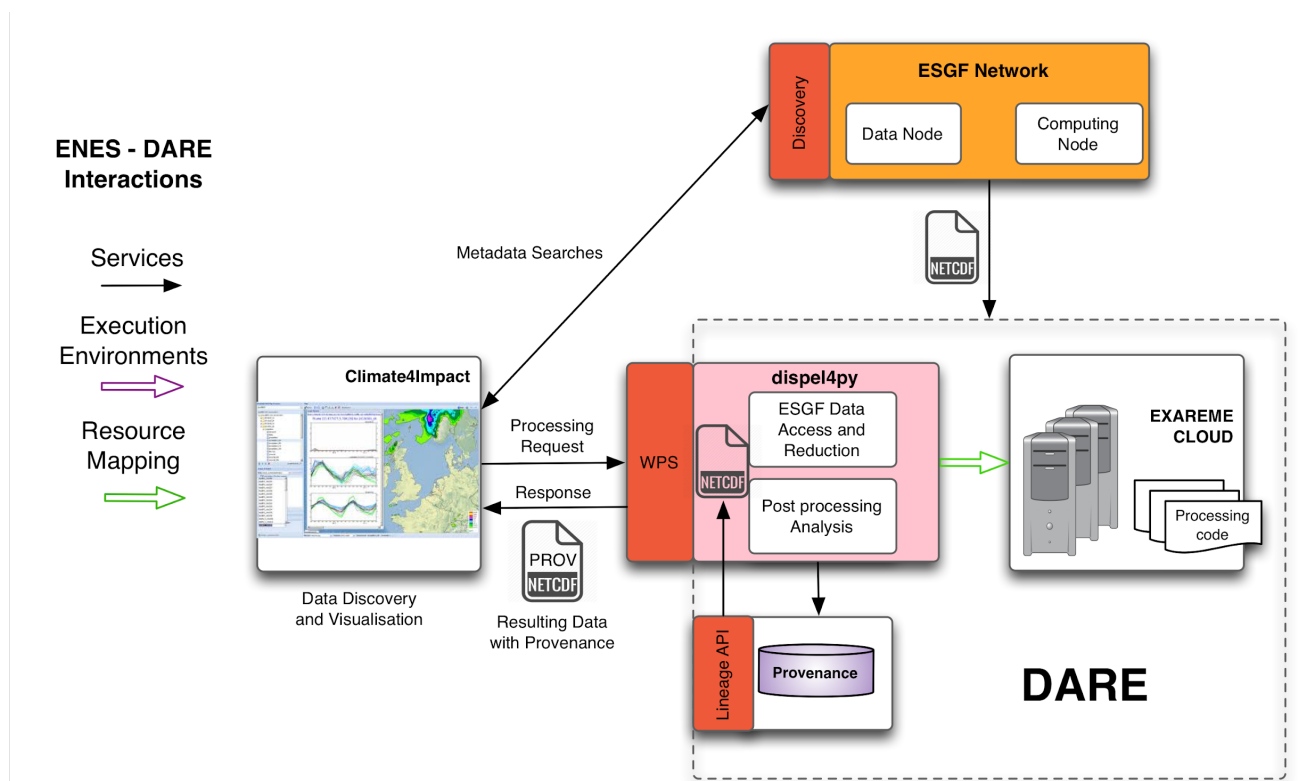 ENES - DARE
Interactions
Services
Execution
Environments
Resource
Mapping
ESGF Network
Discovery
Data Node
Computing
Node
NETCDF
Metadata Searches
Climate4Impact
Data Discovery
and Visualisation
Processing
Request
Response
PROV
NETCDF
Resulting Data
with Provenance
WPS
dispel4py
ESGF Data
Access and
Reduction
NETCDF
Post processing
Analysis
Lineage API
Provenance
EXAREME
CLOUD
Processing
code
DARE